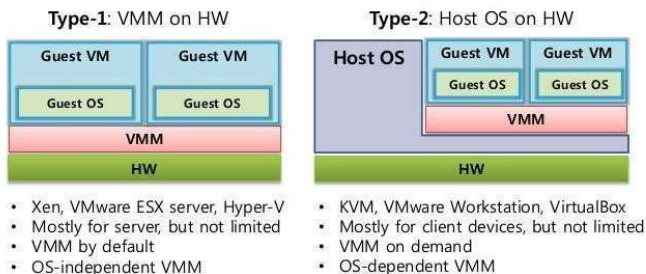 Type-1: VMM on HW
Guest VM
Guest VM
Guest OS
Guest OS
VMM
HW
• Xen, VMware ESX server, Hyper-V
• Mostly for server, but not limited
• VMM by default
• OS-independent VMM
Type-2: Host OS on HW
Host OS
Guest VM
Guest VM
Guest OS
Guest OS
VMM
HW
• KVM, VMware Workstation, VirtualBox
• Mostly for client devices, but not limited
• VMM on demand
• OS-dependent VMM